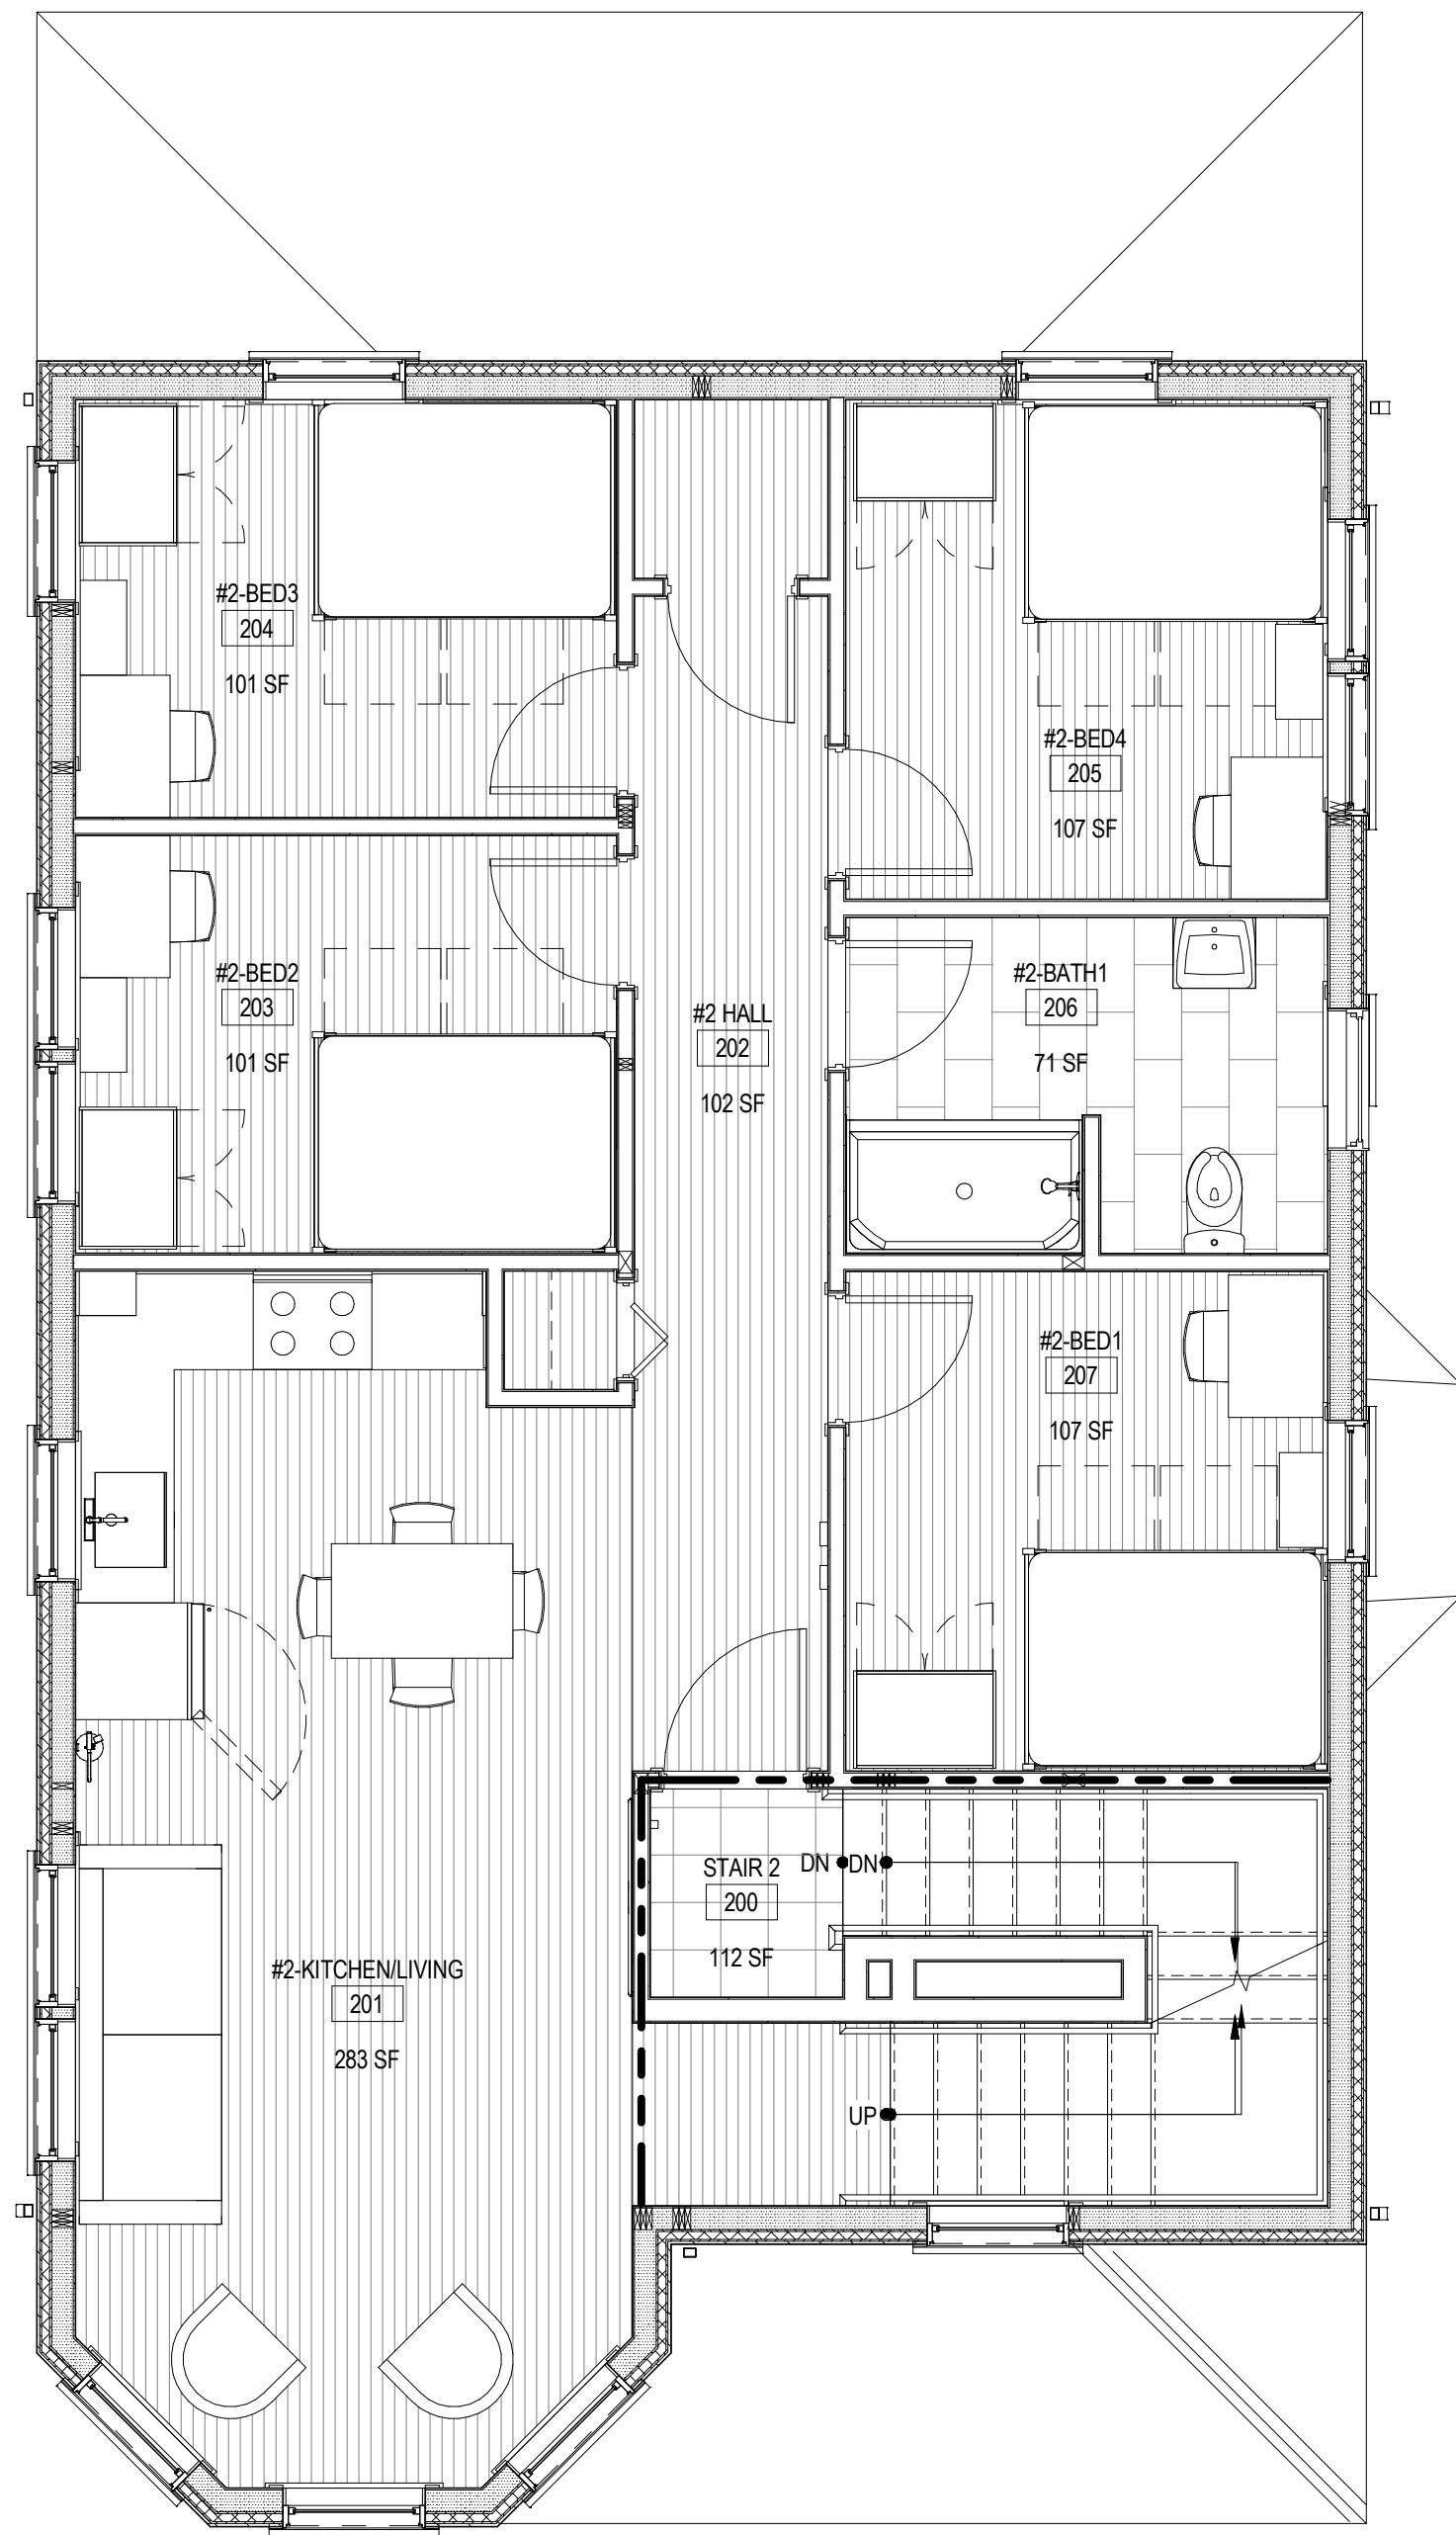 #2-BED3
204
101 SF
#2-BED4
205
107 SF
#2-BED2
203
101 SF
#2 HALL
202
102 SF
#2-BATH1
206
71 SF
#2-BED1
207
107 SF
STAIR 2
200
112 SF
DN
DN
#2-KITCHEN/LIVING
201
283 SF
UP